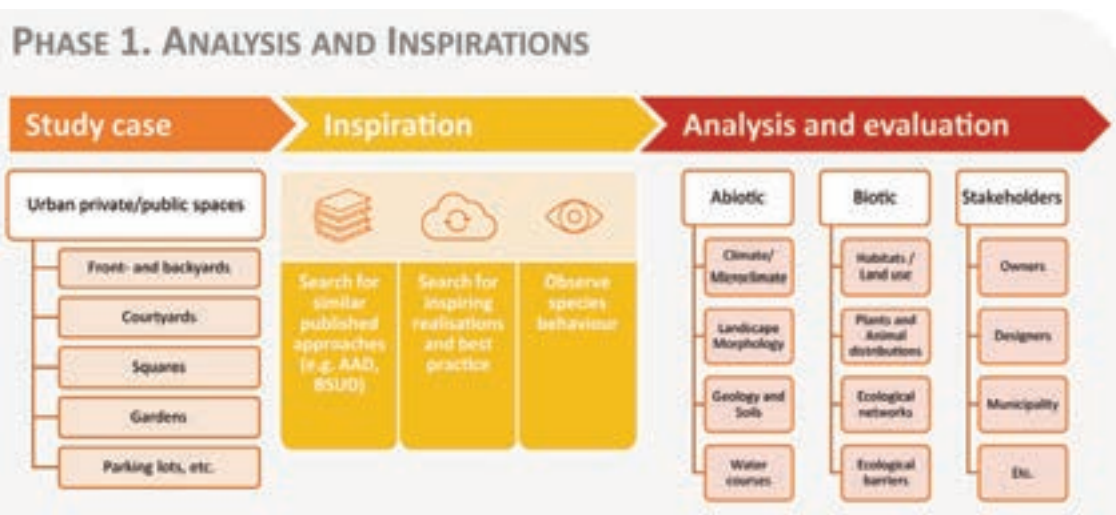 PHASE 1. ANALYSIS AND INSPIRATIONS
Study case
Inspiration
Analysis and evaluation
Urban private/public spaces
Front- and backyards
Courtyards
Squares
Gardens
Parking lots, etc.
Search for
similar
published
approaches
(e.g. AAD,
BSUD)
Search for
inspiring
realisations
and best
practice
Observe
species
behaviour
Abiotic
Climate/
Microclimate
Landscape
Morphology
Geology and
Soils
Water
courses
Biotic
Habitats /
Land use
Plants and
Animal
distributions
Ecological
networks
Ecological
barriers
Stakeholders
Owners
Designers
Municipality
Etc.